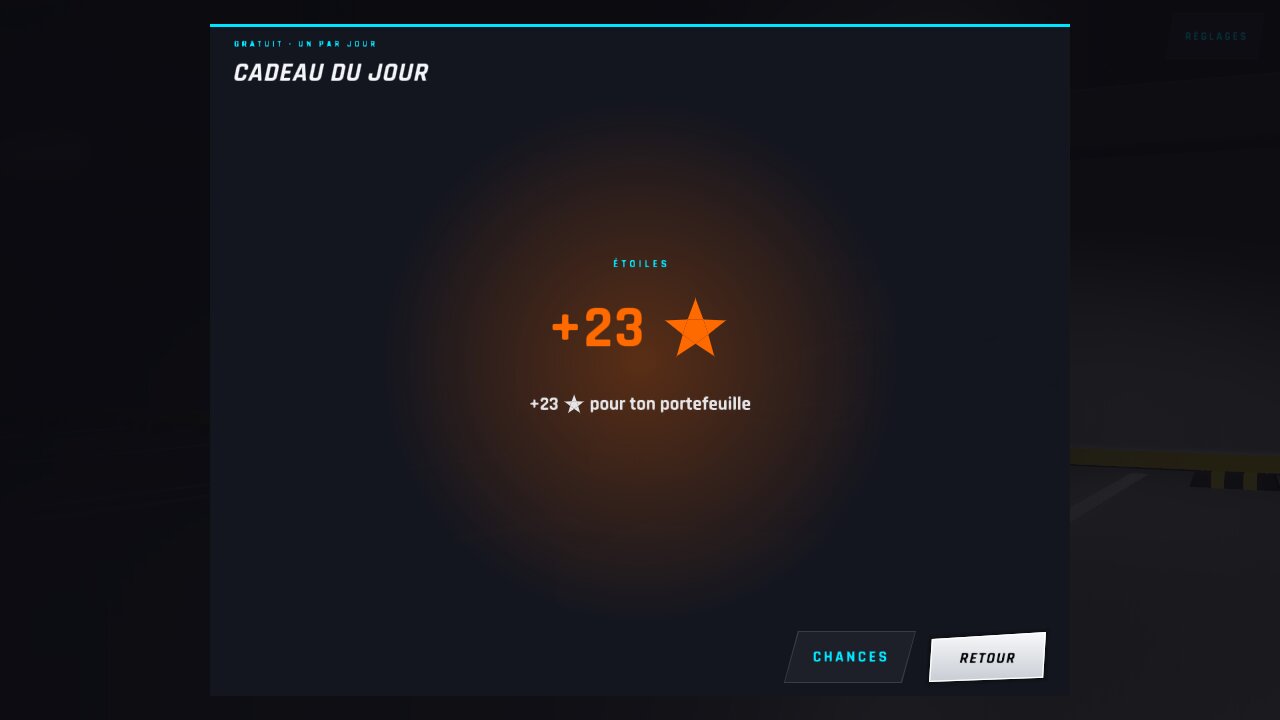 RÉGLAGES
GRATUIT · UN PAR JOUR
CADEAU DU JOUR
ÉTOILES
+23 ★
+23 ★ pour ton portefeuille
CHANCES
RETOUR